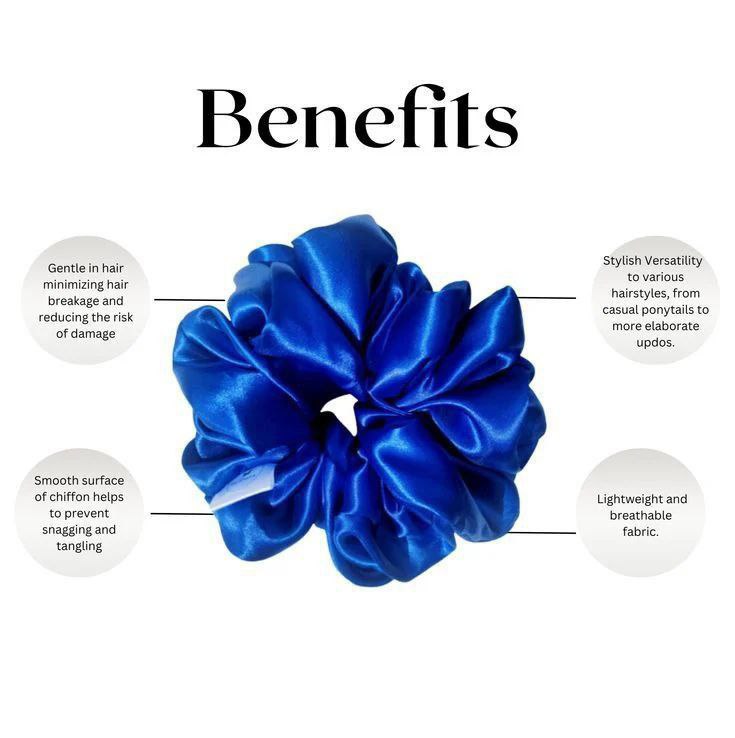 Benefits
Gentle in hair
minimizing hair
breakage and
reducing the risk
of damage
Stylish Versatility
to various
hairstyles, from
casual ponytails to
more elaborate
updos.
Smooth surface
of chiffon helps
to prevent
snagging and
tangling
Lightweight and
breathable
fabric.